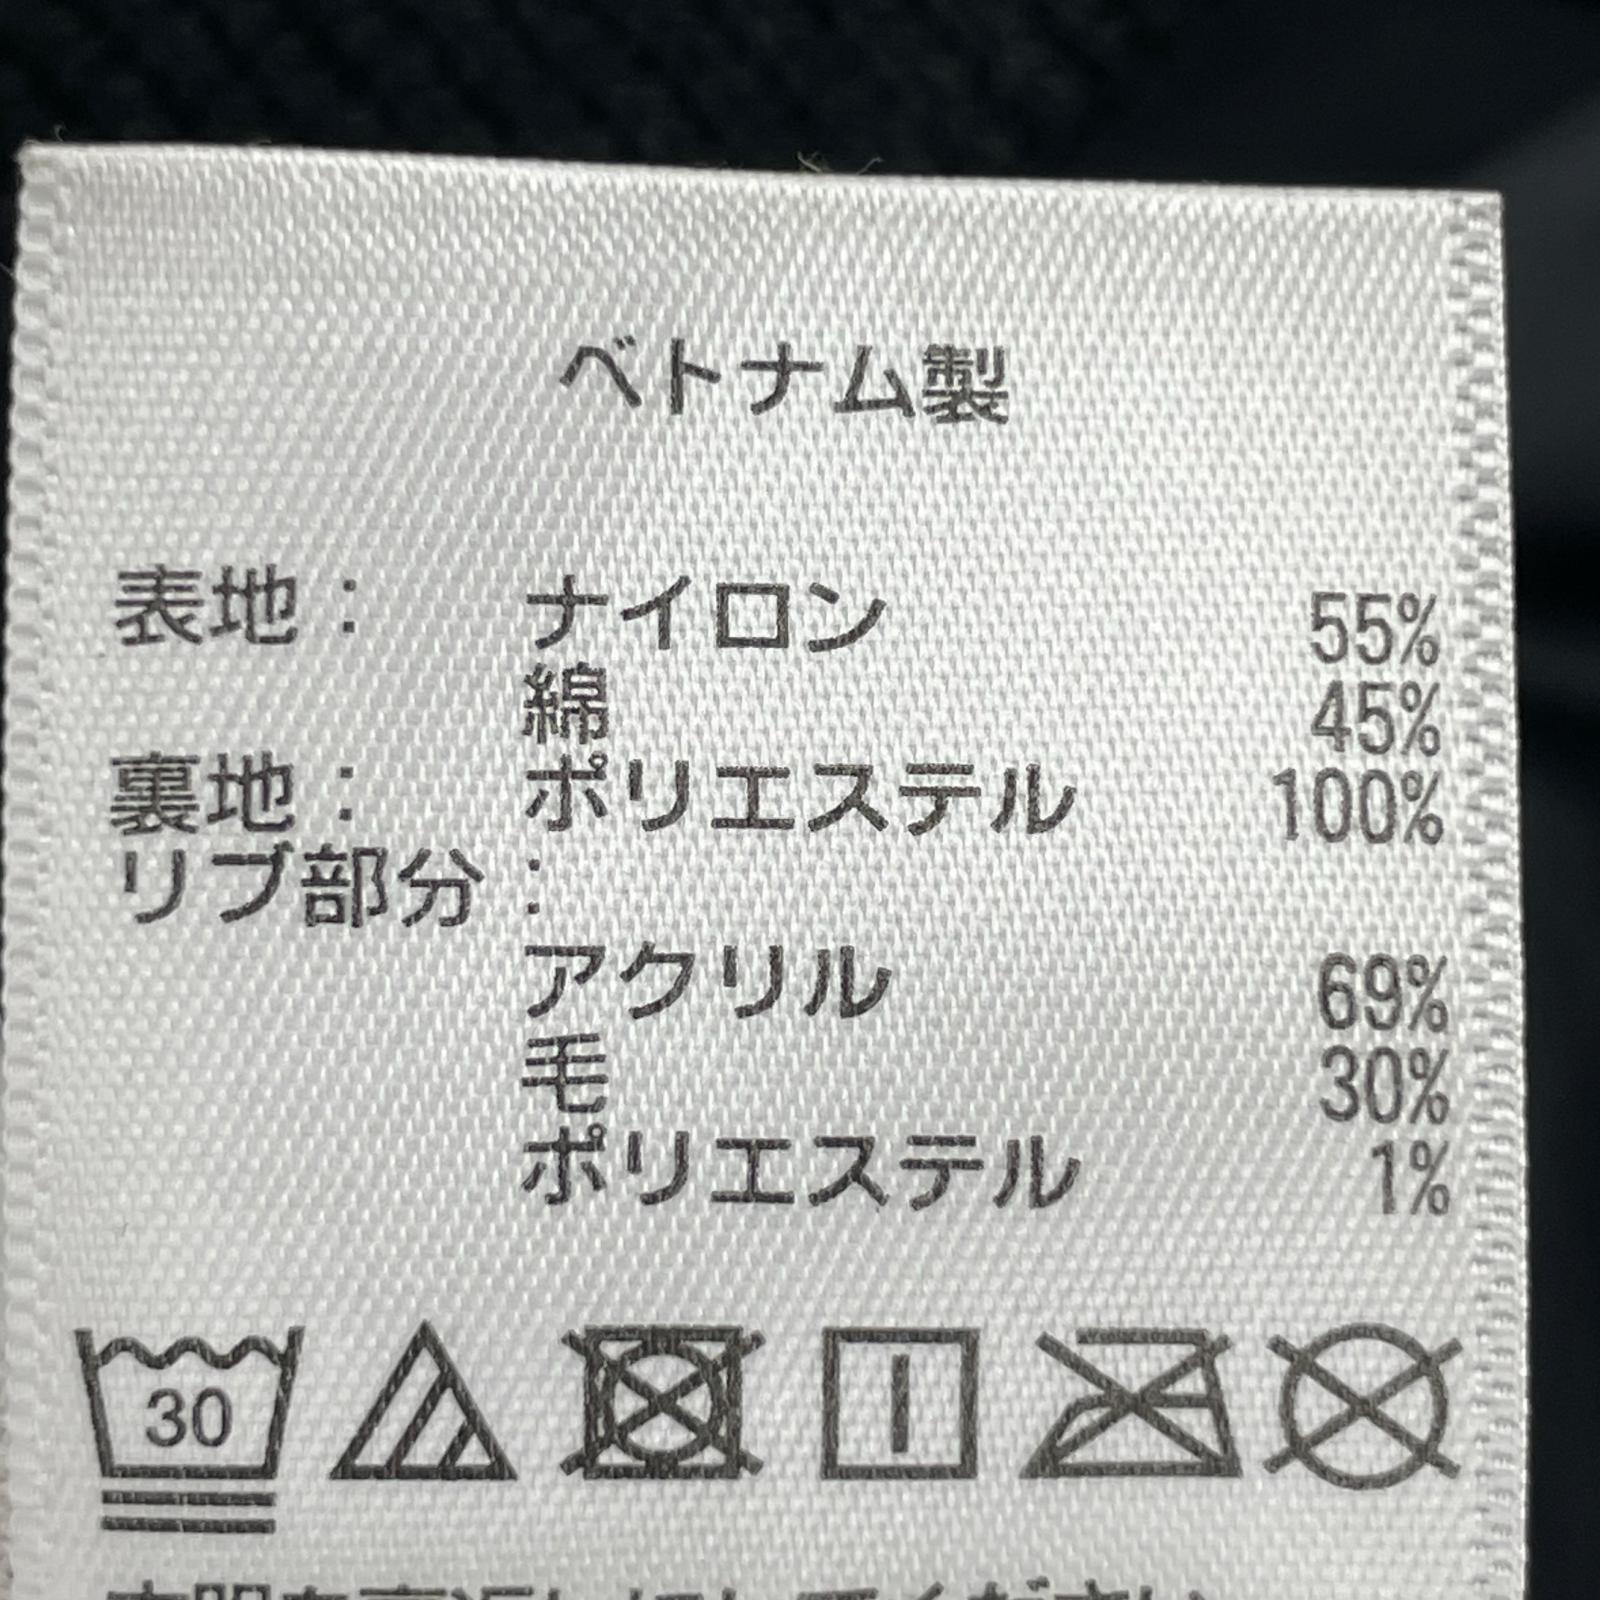 ベトナム製
表地： ナイロン 55%
綿 45%
裏地： ポリエステル 100%
リブ部分：
アクリル 69%
毛 30%
ポリエステル 1%
30